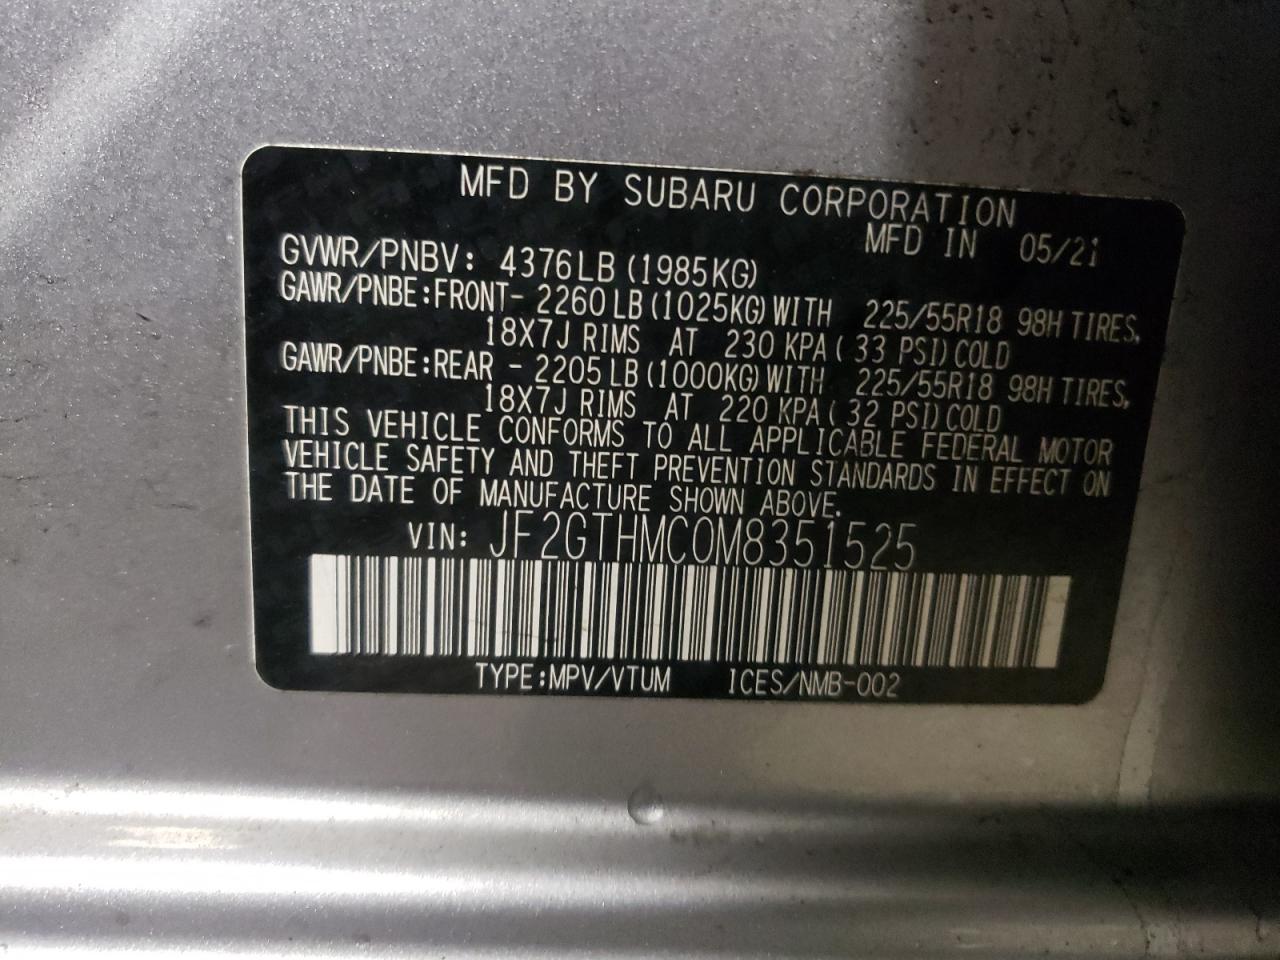 MFD BY SUBARU CORPORATION
MFD IN 05/21
GVWR/PNBV: 4376LB (1985KG)
GAWR/PNBE:FRONT- 2260 LB (1025KG) WITH 225/55R18 98H TIRES,
18X7J RIMS AT 230 KPA ( 33 PSI) COLD
GAWR/PNBE:REAR - 2205 LB (1000KG) WITH 225/55R18 98H TIRES,
18X7J RIMS AT 220 KPA ( 32 PSI) COLD
THIS VEHICLE CONFORMS TO ALL APPLICABLE FEDERAL MOTOR
VEHICLE SAFETY AND THEFT PREVENTION STANDARDS IN EFFECT ON
THE DATE OF MANUFACTURE SHOWN ABOVE.
VIN: JF2GTHMC0M8351525
TYPE:MPV/VTUM ICES/NMB-002